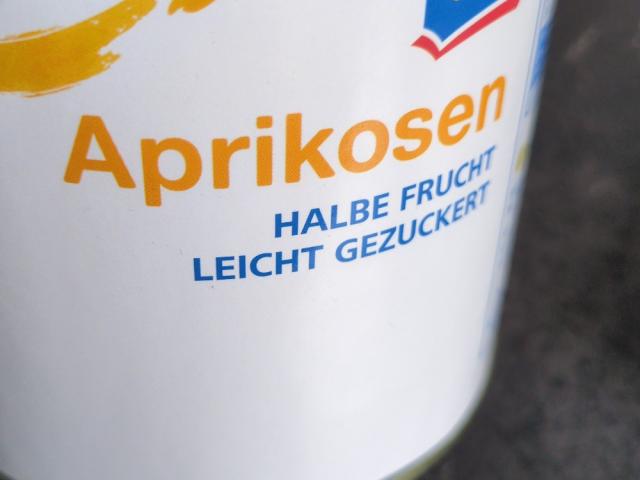 Aprikosen
HALBE FRUCHT
LEICHT GEZUCKERT